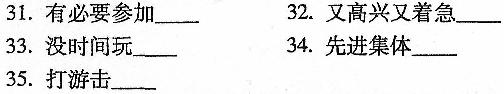 31. 有必要参加____ 32. 又高兴又着急____
33. 没时间玩____ 34. 先进集体____
35. 打游击____